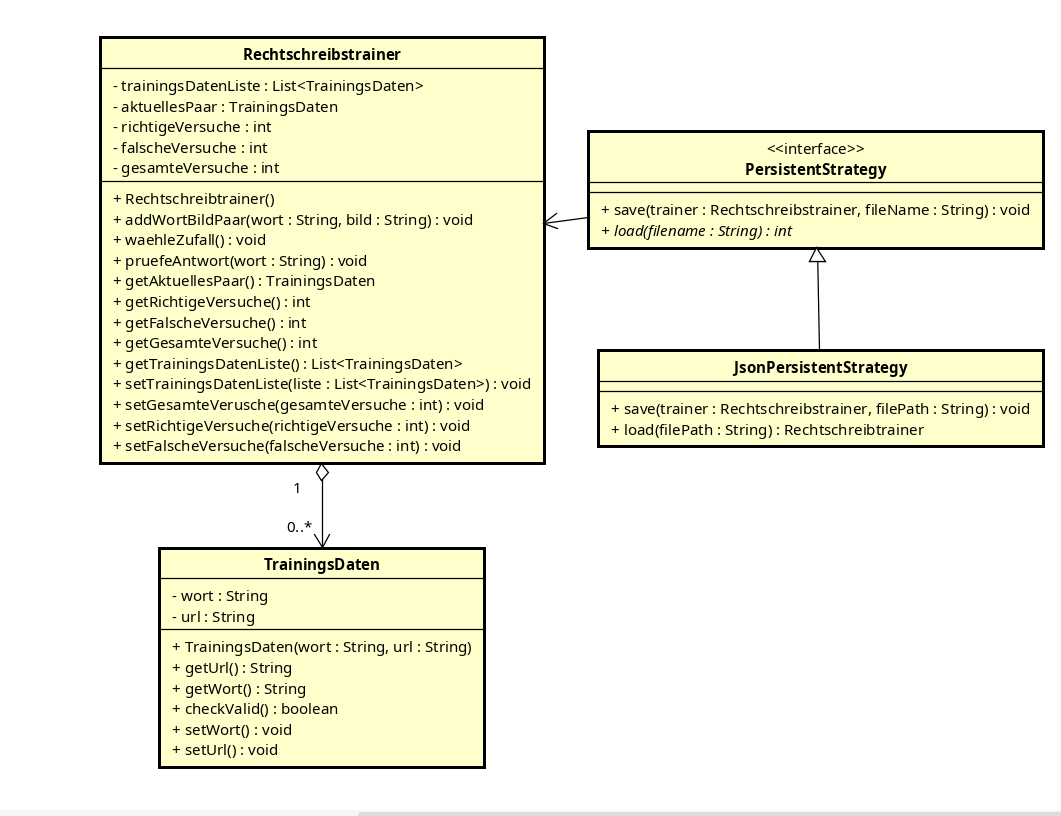 Rechtschreibstrainer
- trainingsDatenListe : List<TrainingsDaten>
- aktuellesPaar : TrainingsDaten
- richtigeVersuche : int
- falscheVersuche : int
- gesamteVersuche : int
+ Rechtschreibtrainer()
+ addWortBildPaar(wort : String, bild : String) : void
+ waehleZufall() : void
+ pruefeAntwort(wort : String) : void
+ getAktuellesPaar() : TrainingsDaten
+ getRichtigeVersuche() : int
+ getFalscheVersuche() : int
+ getGesamteVersuche() : int
+ getTrainingsDatenListe() : List<TrainingsDaten>
+ setTrainingsDatenListe(liste : List<TrainingsDaten>) : void
+ setGesamteVerusche(gesamteVersuche : int) : void
+ setRichtigeVersuche(richtigeVersuche : int) : void
+ setFalscheVersuche(falscheVersuche : int) : void
<<interface>>
PersistentStrategy
+ save(trainer : Rechtschreibstrainer, fileName : String) : void
+ load(filename : String) : int
JsonPersistentStrategy
+ save(trainer : Rechtschreibstrainer, filePath : String) : void
+ load(filePath : String) : Rechtschreibtrainer
1
0..*
TrainingsDaten
- wort : String
- url : String
+ TrainingsDaten(wort : String, url : String)
+ getUrl() : String
+ getWort() : String
+ checkValid() : boolean
+ setWort() : void
+ setUrl() : void